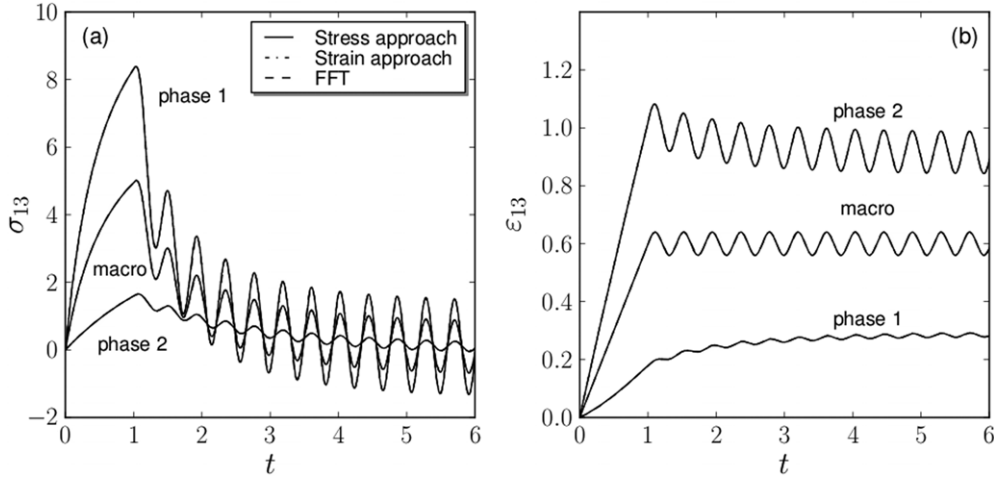 (a)
Stress approach
Strain approach
FFT
phase 1
macro
phase 2
8
6
4
2
0
−2
σ13
0 1 2 3 4 5 6
t
(b)
phase 2
macro
phase 1
1.2
1.0
0.8
0.6
0.4
0.2
0.0
ε13
0 1 2 3 4 5 6
t